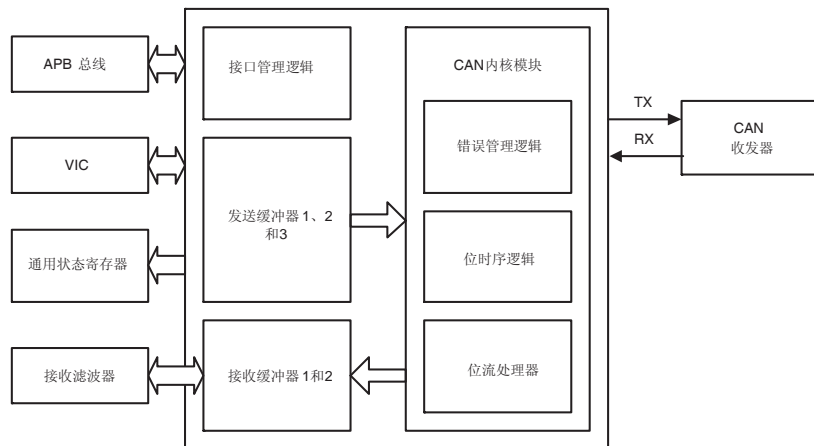 APB 总线
VIC
通用状态寄存器
接收滤波器
接口管理逻辑
发送缓冲器 1、2
和3
接收缓冲器 1和2
CAN内核模块
错误管理逻辑
位时序逻辑
位流处理器
TX
RX
CAN
收发器